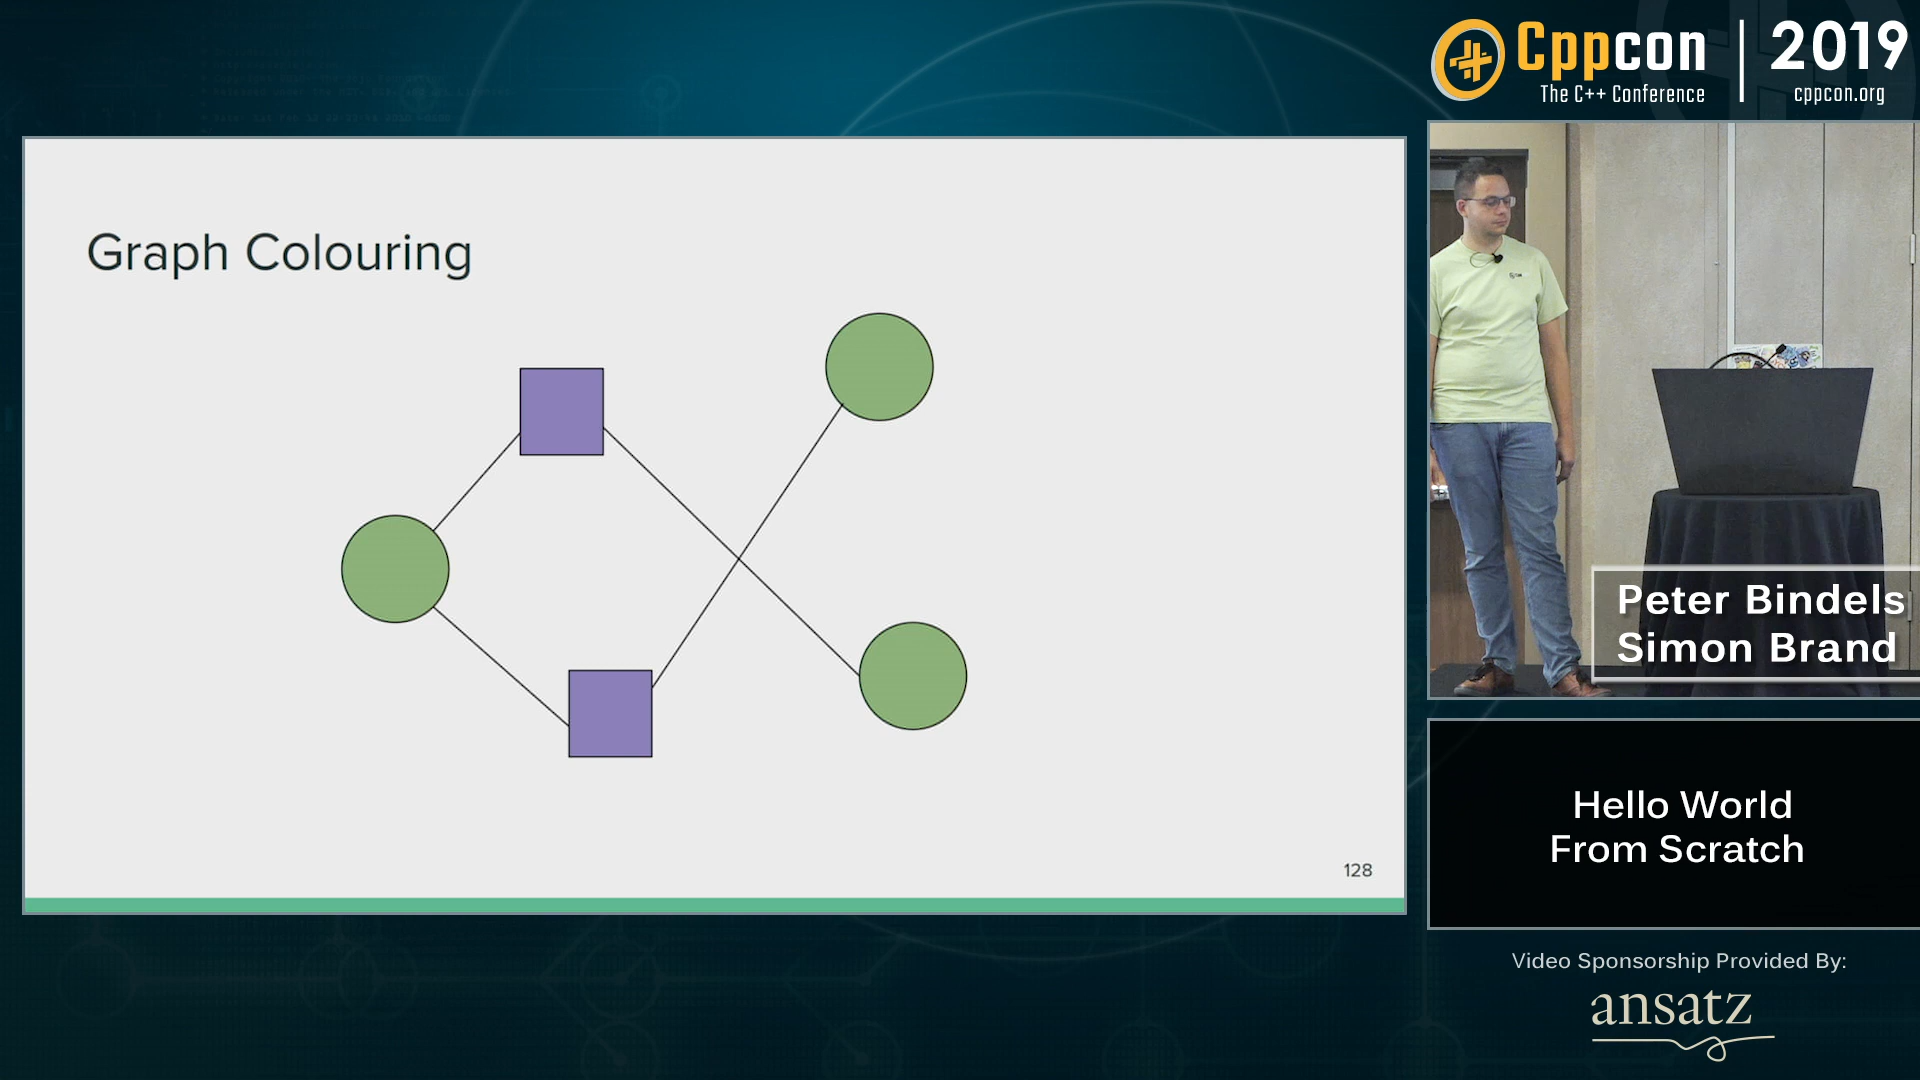 Cppcon
The C++ Conference
2019
cppcon.org
Graph Colouring
128
Peter Bindels
Simon Brand
Hello World
From Scratch
Video Sponsorship Provided By:
ansatz